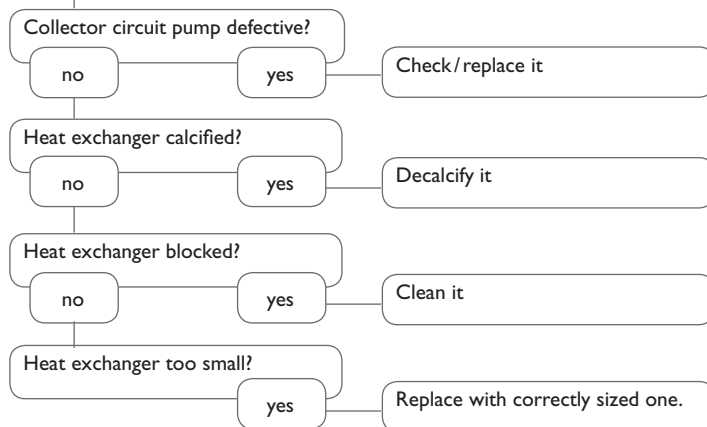 Collector circuit pump defective?
no
yes
Check / replace it
Heat exchanger calcified?
no
yes
Decalcify it
Heat exchanger blocked?
no
yes
Clean it
Heat exchanger too small?
yes
Replace with correctly sized one.